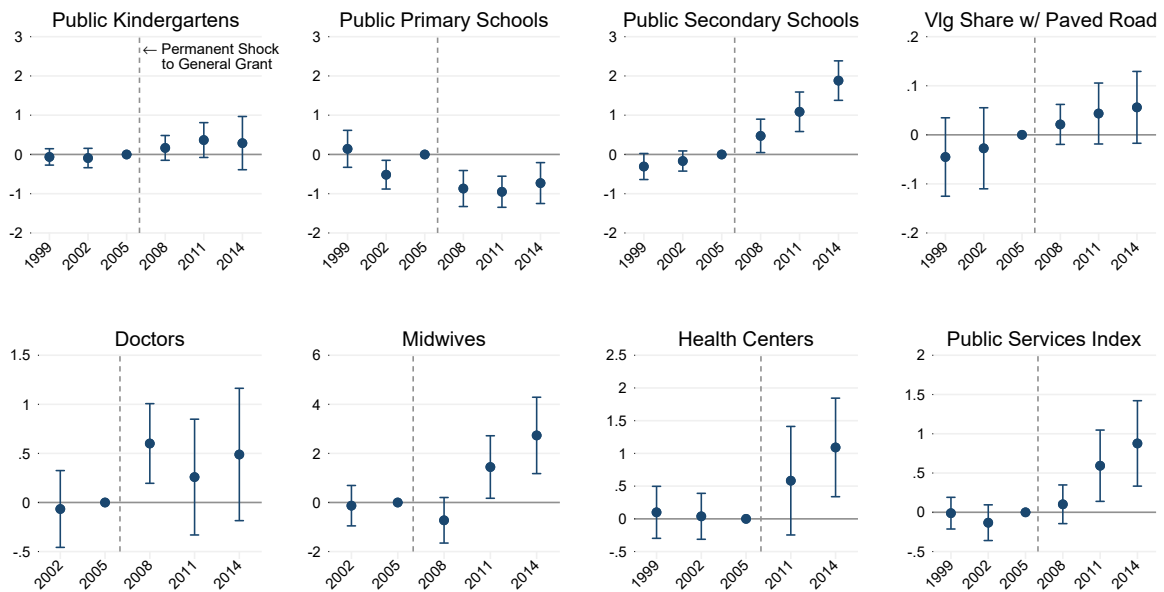 Public Kindergartens
3
2
1
0
-1
-2
← Permanent Shock
to General Grant
1999 2002 2005 2008 2011 2014
Public Primary Schools
3
2
1
0
-1
-2
1999 2002 2005 2008 2011 2014
Public Secondary Schools
3
2
1
0
-1
-2
1999 2002 2005 2008 2011 2014
Vlg Share w/ Paved Road
.2
.1
0
-.1
-.2
1999 2002 2005 2008 2011 2014
Doctors
1.5
1
.5
0
-.5
2002 2005 2008 2011 2014
Midwives
6
4
2
0
-2
2002 2005 2008 2011 2014
Health Centers
2.5
2
1.5
1
.5
0
-.5
1999 2002 2005 2011 2014
Public Services Index
2
1.5
1
.5
0
-.5
1999 2002 2005 2008 2011 2014